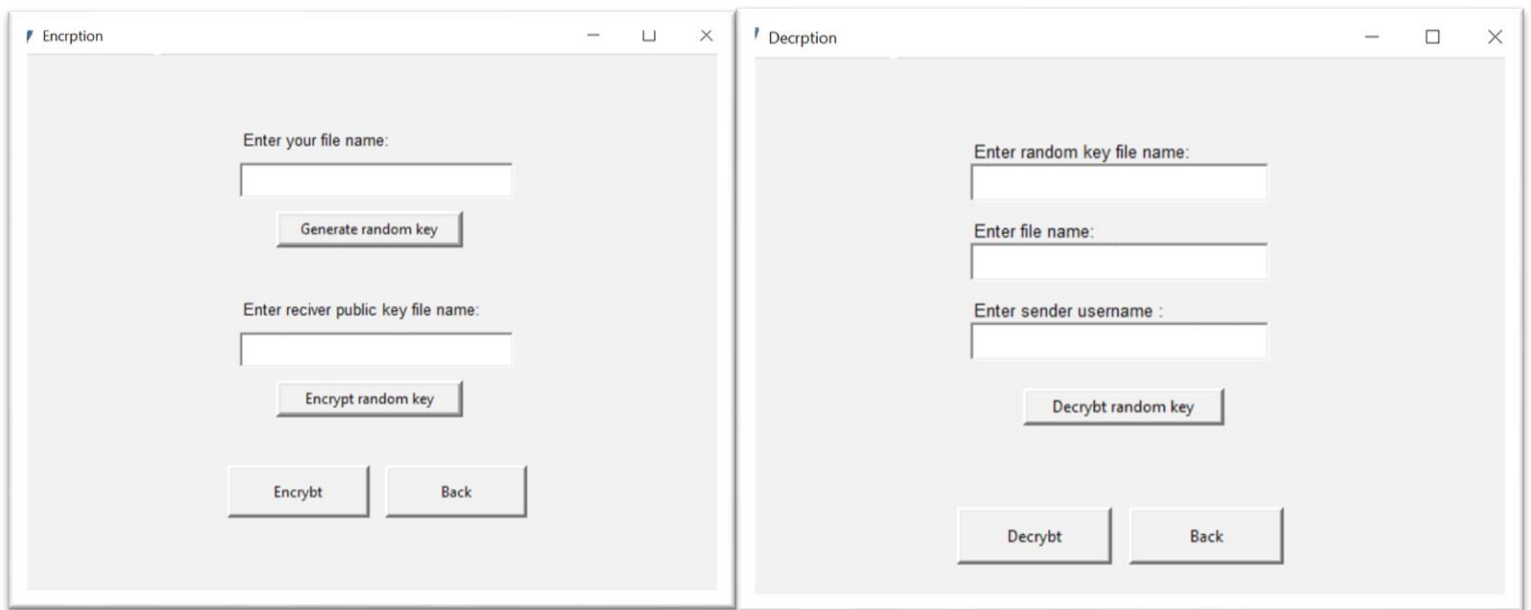 Encrption
Enter your file name:
Generate random key
Enter reciver public key file name:
Encrypt random key
Encrybt
Back
Decrption
Enter random key file name:
Enter file name:
Enter sender username :
Decrybt random key
Decrybt
Back